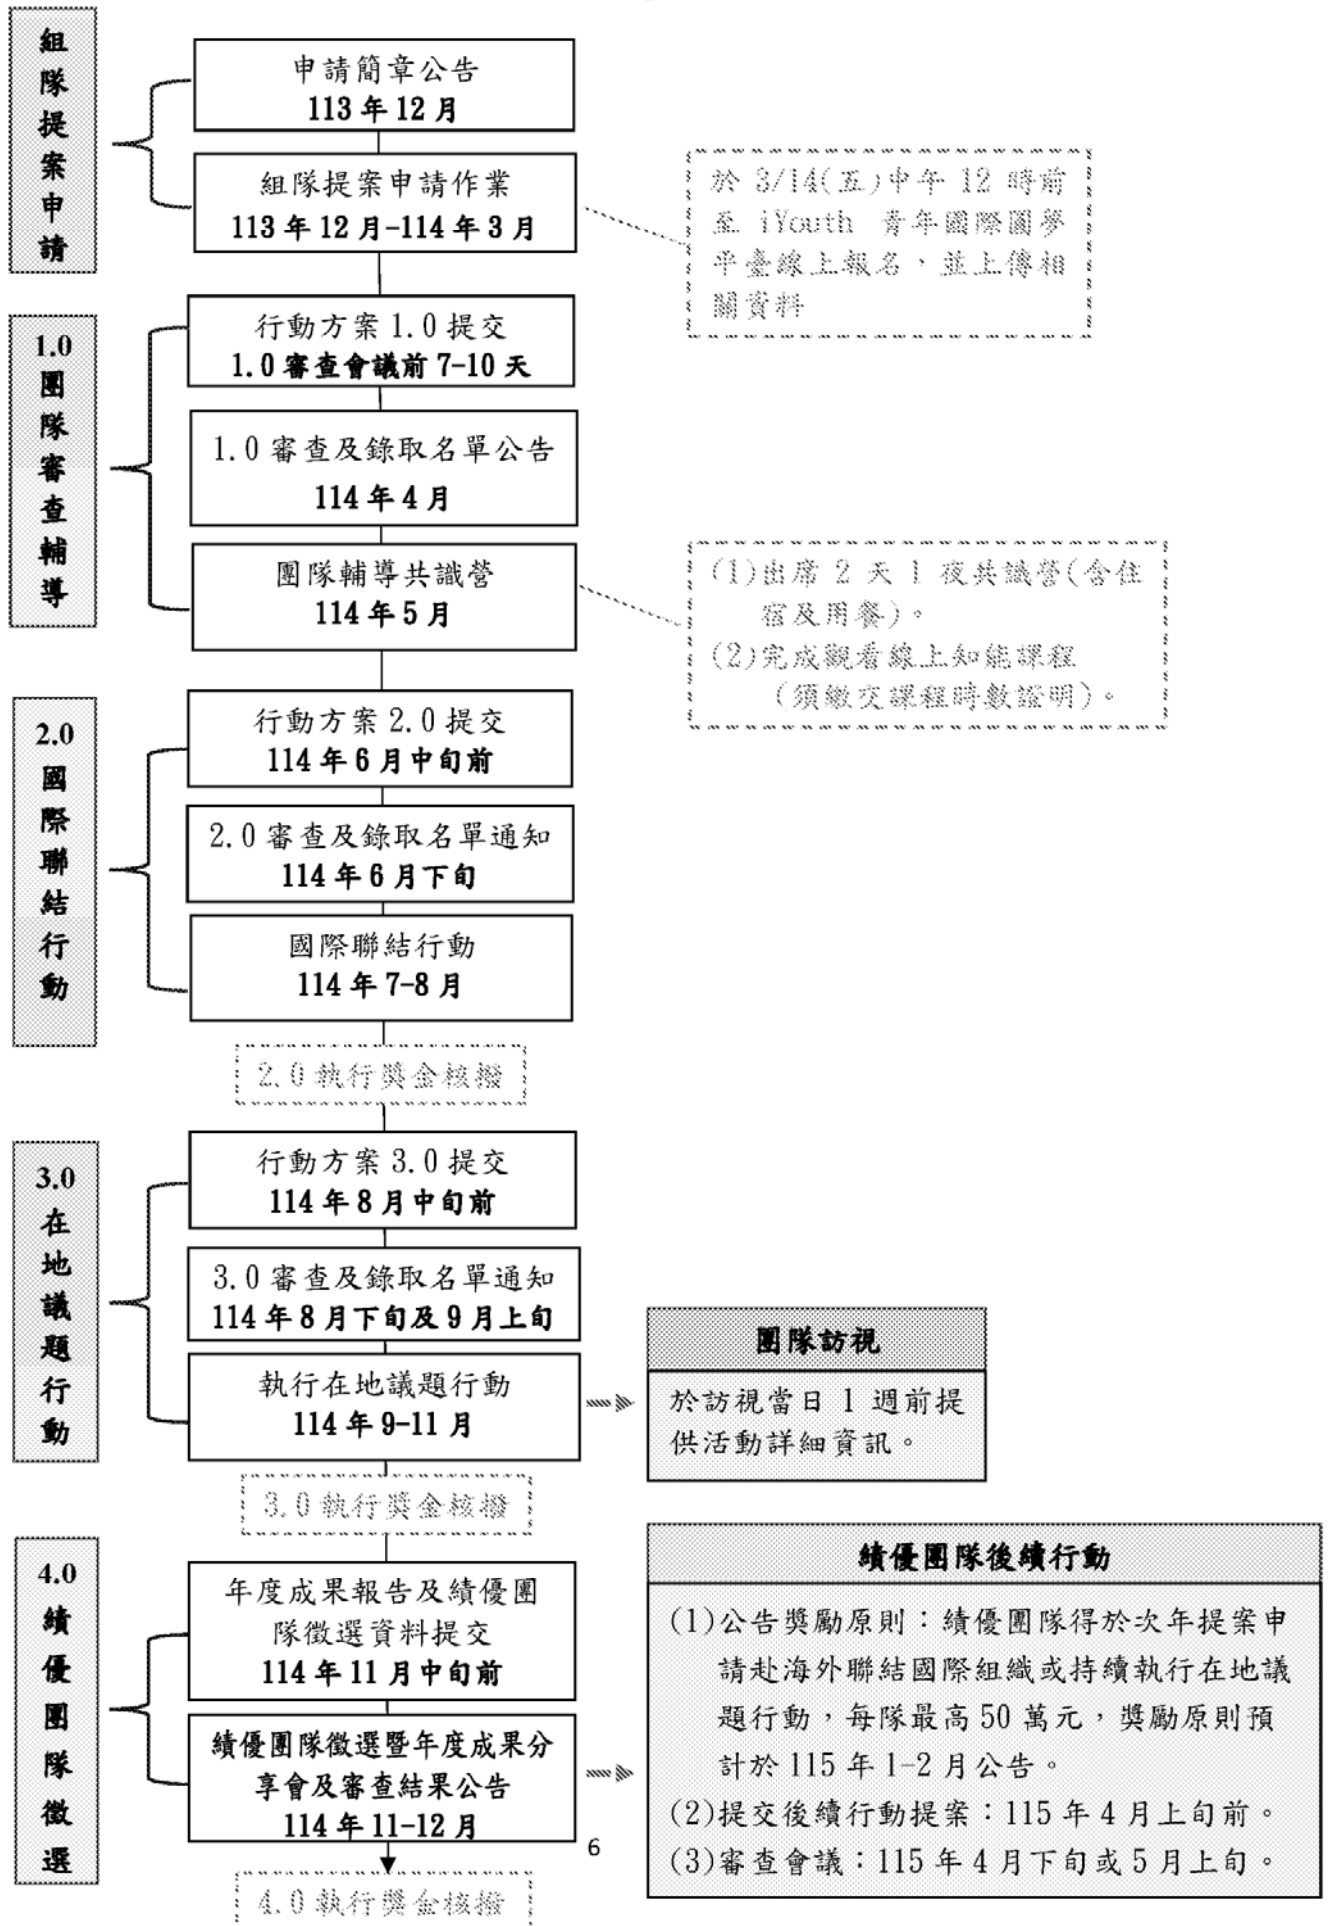 組隊提案申請
申請簡章公告
113 年 12 月
組隊提案申請作業
113 年 12 月-114 年 3 月
於 3/14(五)中午 12 時前
至 iYouth 青年國際圓夢
平臺線上報名，並上傳相
關資料
1.0 團隊審查輔導
行動方案 1.0 提交
1.0 審查會議前 7-10 天
1.0 審查及錄取名單公告
114 年 4 月
團隊輔導共識營
114 年 5 月
(1)出席 2 天 1 夜共識營(含住
宿及用餐)。
(2)完成觀看線上知能課程
(須繳交課程時數證明)。
2.0 國際聯結行動
行動方案 2.0 提交
114 年 6 月中旬前
2.0 審查及錄取名單通知
114 年 6 月下旬
國際聯結行動
114 年 7-8 月
2.0 執行獎金核撥
3.0 在地議題行動
行動方案 3.0 提交
114 年 8 月中旬前
3.0 審查及錄取名單通知
114 年 8 月下旬及 9 月上旬
執行在地議題行動
114 年 9-11 月
團隊訪視
於訪視當日 1 週前提
供活動詳細資訊。
3.0 執行獎金核撥
4.0 績優團隊徵選
年度成果報告及績優團
隊徵選資料提交
114 年 11 月中旬前
績優團隊徵選暨年度成果分
享會及審查結果公告
114 年 11-12 月
績優團隊後續行動
(1)公告獎勵原則：績優團隊得於次年提案申
請赴海外聯結國際組織或持續執行在地議
題行動，每隊最高 50 萬元，獎勵原則預
計於 115 年 1-2 月公告。
(2)提交後續行動提案：115 年 4 月上旬前。
(3)審查會議：115 年 4 月下旬或 5 月上旬。
6
4.0 執行獎金核撥